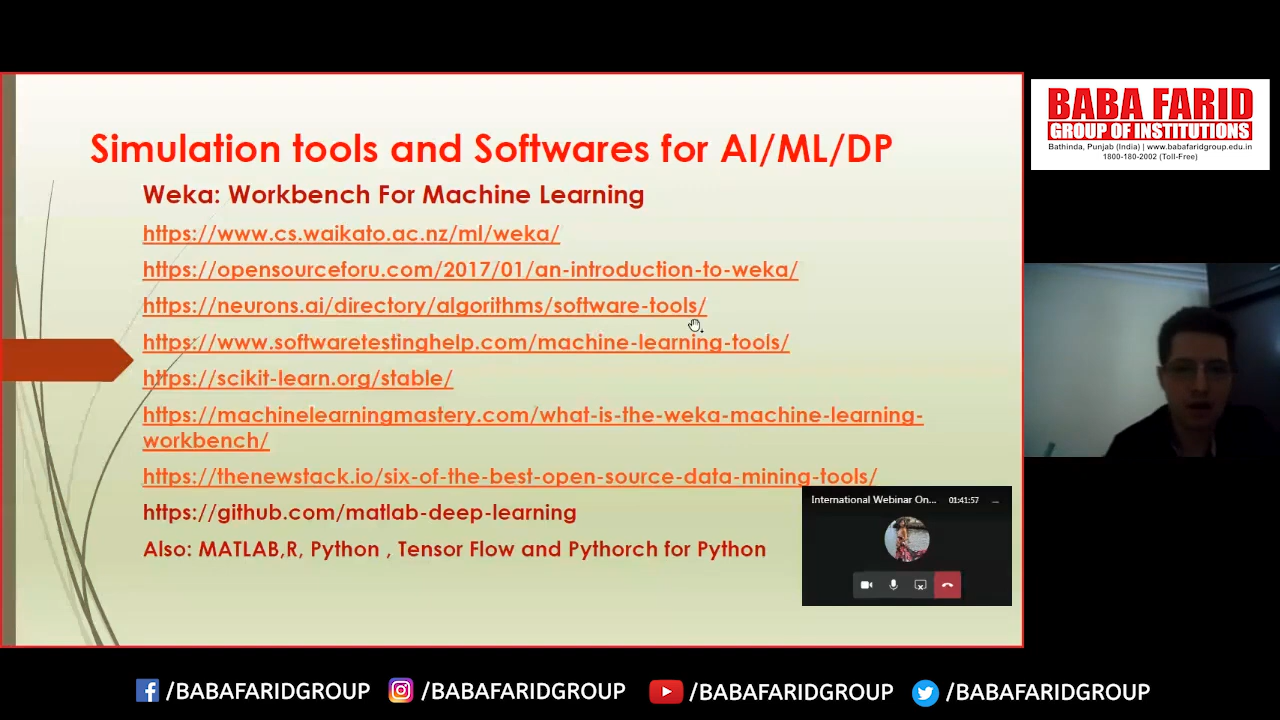 Simulation tools and Softwares for AI/ML/DP
Weka: Workbench For Machine Learning
https://www.cs.waikato.ac.nz/ml/weka/
https://opensourceforu.com/2017/01/an-introduction-to-weka/
https://neurons.ai/directory/algorithms/software-tools/
https://www.softwaretestinghelp.com/machine-learning-tools/
https://scikit-learn.org/stable/
https://machinelearningmastery.com/what-is-the-weka-machine-learning-
workbench/
https://thenewstack.io/six-of-the-best-open-source-data-mining-tools/
https://github.com/matlab-deep-learning
Also: MATLAB,R, Python , Tensor Flow and Pythorch for Python
International Webinar On... 01:41:57
BABA FARID
GROUP OF INSTITUTIONS
Bathinda, Punjab (India) | www.babafaridgroup.edu.in
1800-180-2002 (Toll-Free)
/BABAFARIDGROUP /BABAFARIDGROUP /BABAFARIDGROUP /BABAFARIDGROUP